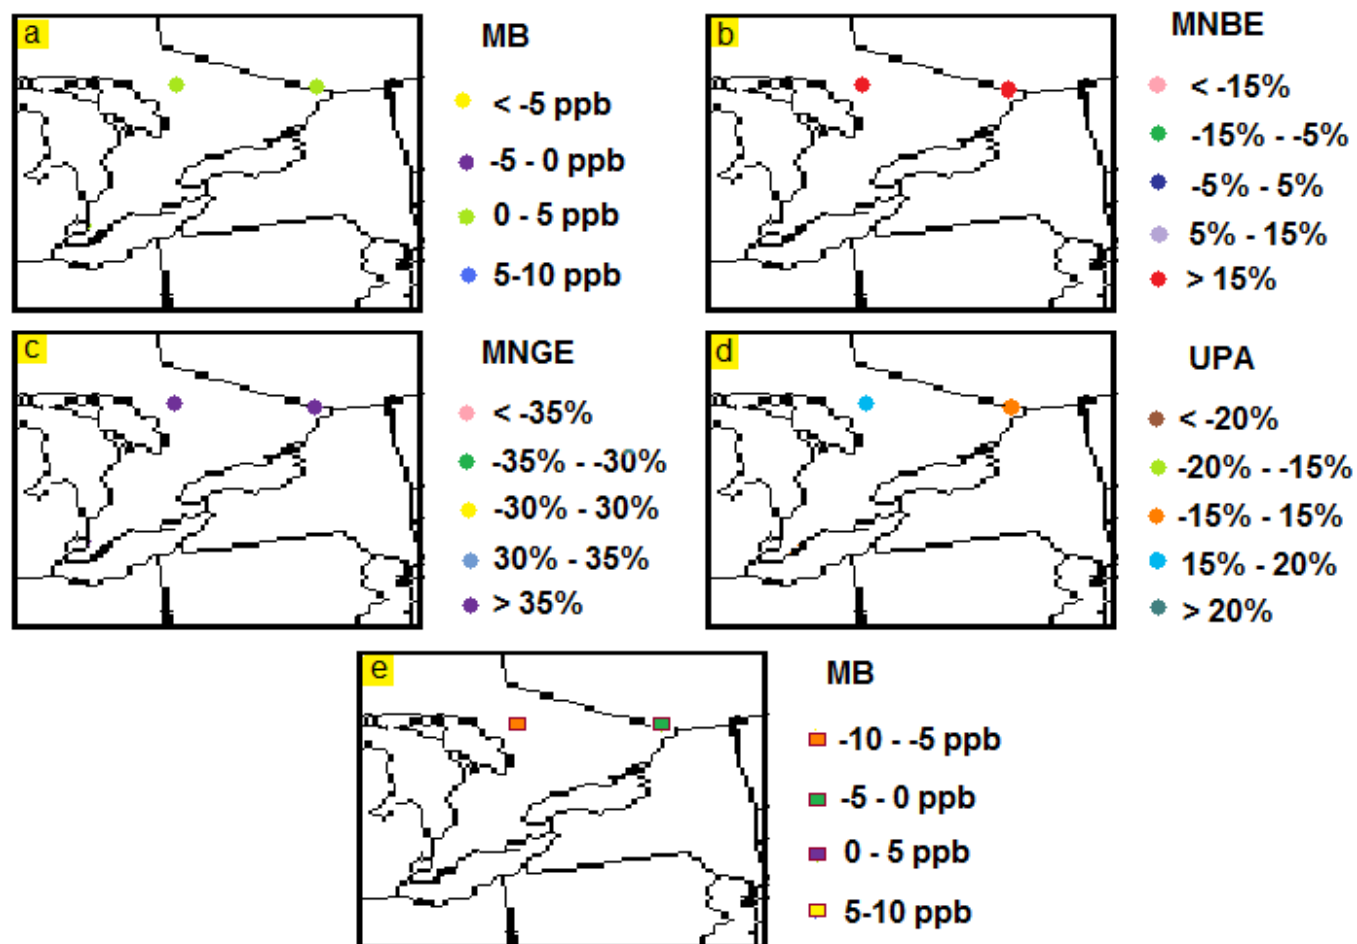 a
MB
< -5 ppb
-5 - 0 ppb
0 - 5 ppb
5-10 ppb
b
MNBE
< -15%
-15% - -5%
-5% - 5%
5% - 15%
> 15%
c
MNGE
< -35%
-35% - -30%
-30% - 30%
30% - 35%
> 35%
d
UPA
< -20%
-20% - -15%
-15% - 15%
15% - 20%
> 20%
e
MB
-10 - -5 ppb
-5 - 0 ppb
0 - 5 ppb
5-10 ppb